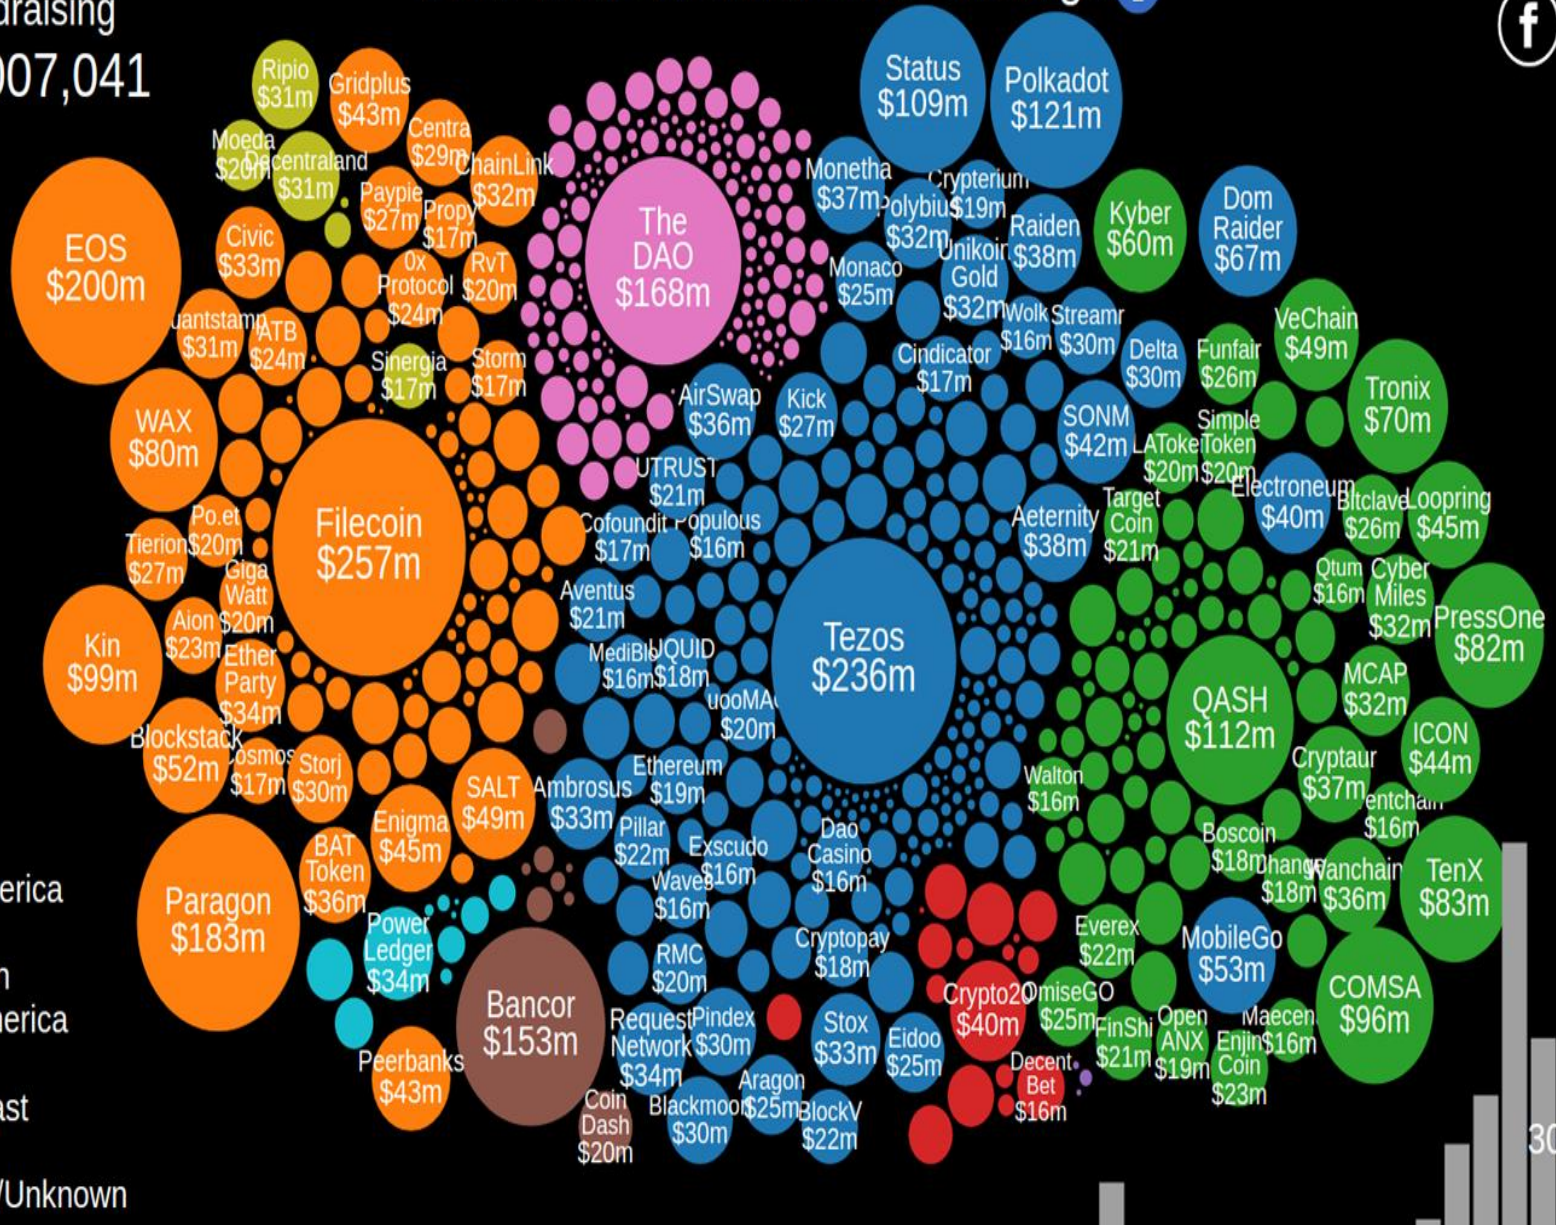 draising
007,041
f
Ripio
$31m
Gridplus
$43m
Centra
$29m
Moeda
$20m
Decentraland
$31m
ChainLink
$32m
Paypie
$27m
Propy
$17m
EOS
$200m
Civic
$33m
0x
Protocol
$24m
RvT
$20m
uantstamp
$31m
ATB
$24m
Sinergia
$17m
Storm
$17m
WAX
$80m
Filecoin
$257m
Po.et
$20m
Tierion
$27m
Giga
Watt
$20m
Aion
$23m
Kin
$99m
Ether
Party
$34m
Blockstack
$52m
Cosmos
$17m
Storj
$30m
SALT
$49m
Enigma
$45m
BAT
Token
$36m
Paragon
$183m
Power
Ledger
$34m
Peerbanks
$43m
Bancor
$153m
Coin
Dash
$20m
The
DAO
$168m
Status
$109m
Polkadot
$121m
Monetha
$37m
Polybius
$32m
Crypterium
$19m
Raiden
$38m
Kyber
$60m
Dom
Raider
$67m
Monaco
$25m
Unikoin
Gold
$32m
Wolk
$16m
Streamr
$30m
Cindicator
$17m
Delta
$30m
Funfair
$26m
VeChain
$49m
Tronix
$70m
AirSwap
$36m
Kick
$27m
SONM
$42m
LAToke
$20m
Simple
Token
$20m
UTRUST
$21m
Electroneum
$40m
Bitclave
$26m
Loopring
$45m
Cofoundit
$17m
Populous
$16m
Aeternity
$38m
Target
Coin
$21m
Aventus
$21m
Qtum
$16m
Cyber
Miles
$32m
PressOne
$82m
Tezos
$236m
MediBlo
$16m
UQUID
$18m
uooMA
$20m
QASH
$112m
MCAP
$32m
ICON
$44m
Ambrosus
$33m
Ethereum
$19m
Walton
$16m
Cryptaur
$37m
entchain
$16m
Pillar
$22m
Exscudo
$16m
Dao
Casino
$16m
Boscoin
$18m
hange
$18m
Wanchain
$36m
TenX
$83m
Waves
$16m
RMC
$20m
Cryptopay
$18m
Everex
$22m
MobileGo
$53m
COMSA
$96m
Request
Network
$34m
Pindex
$30m
Stox
$33m
Eidoo
$25m
Crypto20
$40m
OmiseGO
$25m
FinShi
$21m
Open
ANX
$19m
Enjin
Coin
$23m
Maecen
$16m
Blackmoon
$30m
Aragon
$25m
BlockV
$22m
Decent
Bet
$16m
erica
n
nerica
ast
/Unknown
30